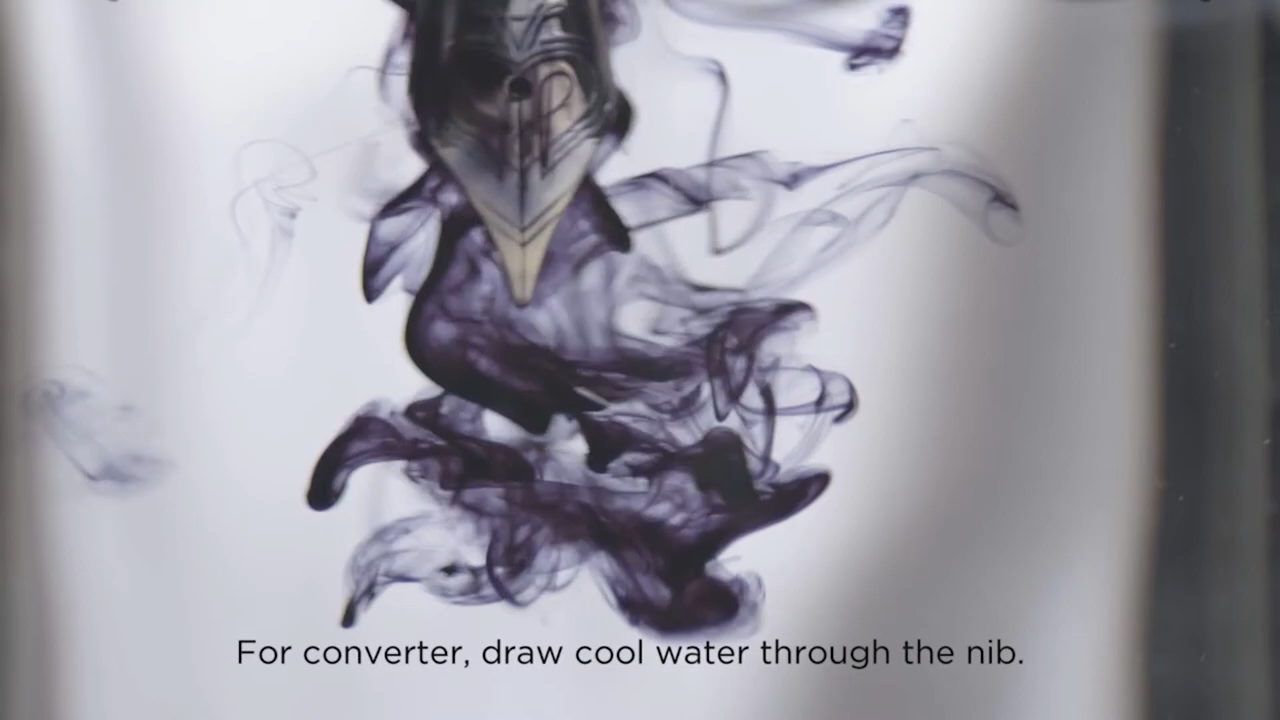 For converter, draw cool water through the nib.